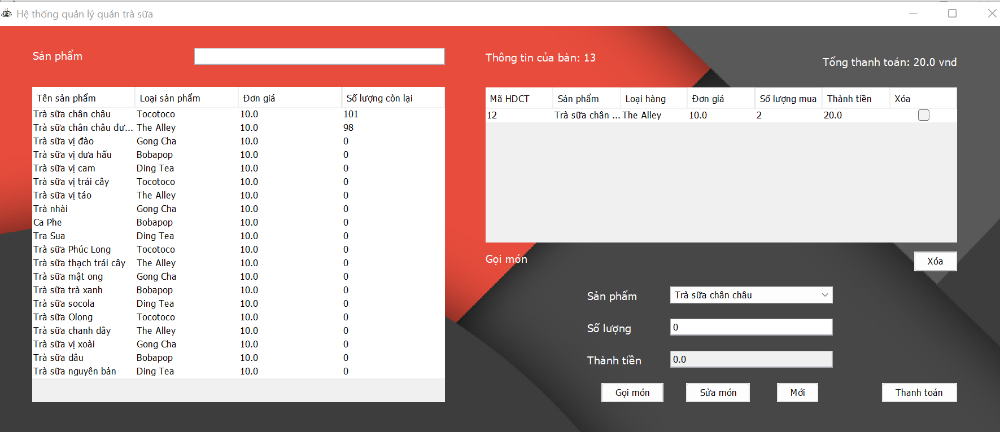 Hệ thống quản lý quán trà sữa
Sản phẩm
Tên sản phẩm Loại sản phẩm Đơn giá Số lượng còn lại
Trà sữa chân châu Tocotoco 10.0 101
Trà sữa chân châu đư... The Alley 10.0 98
Trà sữa vị đào Gong Cha 10.0 0
Trà sữa vị dưa hấu Bobapop 10.0 0
Trà sữa vị cam Ding Tea 10.0 0
Trà sữa vị trái cây Tocotoco 10.0 0
Trà sữa vị táo The Alley 10.0 0
Trà nhài Gong Cha 10.0 0
Ca Phe Bobapop 10.0 0
Tra Sua Ding Tea 10.0 0
Trà sữa Phúc Long Tocotoco 10.0 0
Trà sữa thạch trái cây The Alley 10.0 0
Trà sữa mật ong Gong Cha 10.0 0
Trà sữa trà xanh Bobapop 10.0 0
Trà sữa socola Ding Tea 10.0 0
Trà sữa Olong Tocotoco 10.0 0
Trà sữa chanh dây The Alley 10.0 0
Trà sữa vị xoài Gong Cha 10.0 0
Trà sữa dâu Bobapop 10.0 0
Trà sữa nguyên bản Ding Tea 10.0 0
Thông tin của bàn: 13
Tổng thanh toán: 20.0 vnđ
Mã HDCT Sản phẩm Loại hàng Đơn giá Số lượng mua Thành tiền Xóa
12 Trà sữa chân ... The Alley 10.0 2 20.0
Gọi món
Xóa
Sản phẩm Trà sữa chân châu
Số lượng 0
Thành tiền 0.0
Gọi món Sửa món Mới Thanh toán